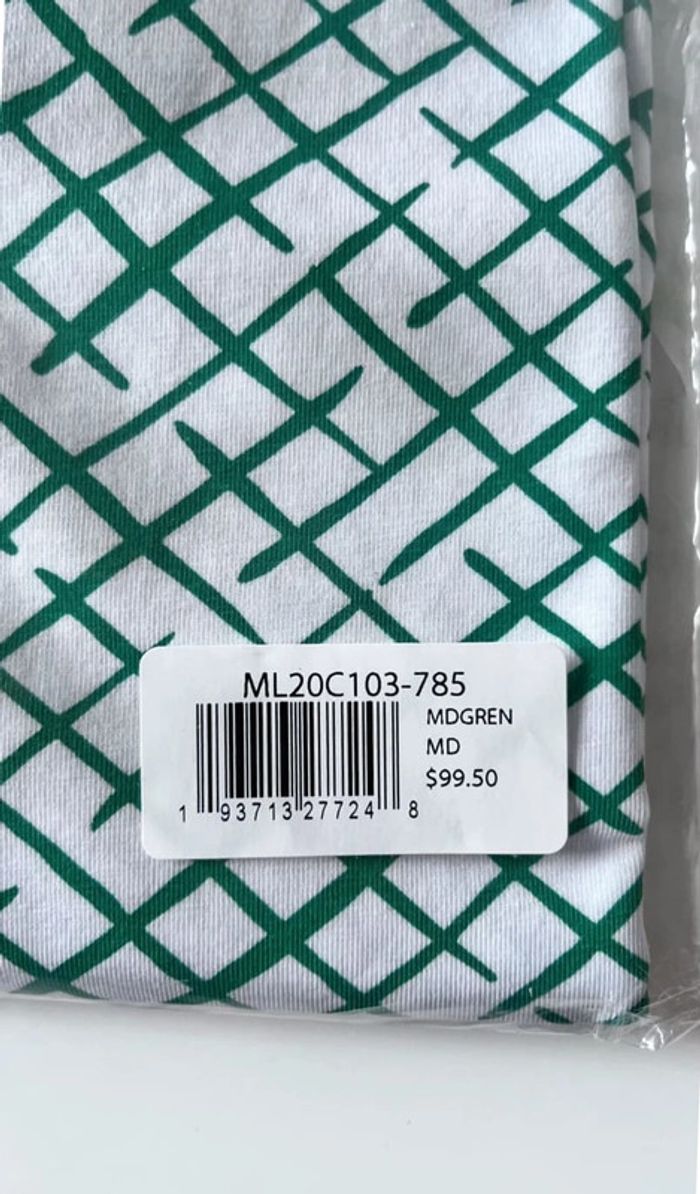 ML20C103-785
MDGREN
MD
$99.50
1 93713 27724 8